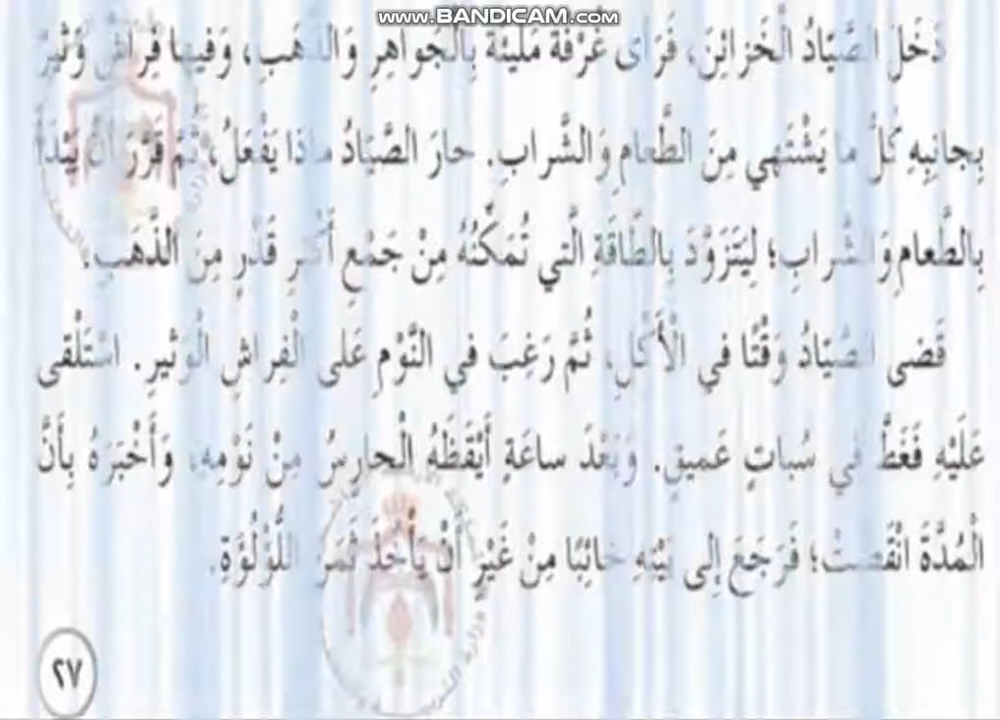 www.BANDICAM.com
دَخَلَ الصَّيّادُ الْخَزائِنَ، فَرَأى غُرْفَةً مَليئَةً بِالْجَواهِرِ وَالذَّهَبِ، وَفيها فِراشٌ وَثيرٌ
بِجانِبِهِ كُلُّ ما يَشْتَهي مِنَ الطَّعامِ وَالشَّرابِ. حارَ الصَّيّادُ ماذا يَفْعَلُ، ثُمَّ قَرَّرَ أَنْ يَبْدَأَ
بِالطَّعامِ وَالشَّرابِ؛ لِيَتَزَوَّدَ بِالطّاقَةِ الَّتي تُمَكِّنُهُ مِنْ جَمْعِ أَكْبَرِ قَدْرٍ مِنَ الذَّهَبِ.
قَضى الصَّيّادُ وَقْتًا في الْأَكْلِ، ثُمَّ رَغِبَ في النَّوْمِ عَلى الْفِراشِ الْوَثيرِ. اسْتَلْقى
عَلَيْهِ فَغَطَّ في سُباتٍ عَميقٍ. وَبَعْدَ ساعَةٍ أَيْقَظَهُ الْحارِسُ مِنْ نَوْمِهِ، وَأَخْبَرَهُ بِأَنَّ
الْمُدَّةَ انْقَضَتْ؛ فَرَجَعَ إِلى بَيْتِهِ خائِبًا مِنْ غَيْرِ أَنْ يَأْخُذَ ثَمَنَ اللُّؤْلُؤَةِ.
٢٧